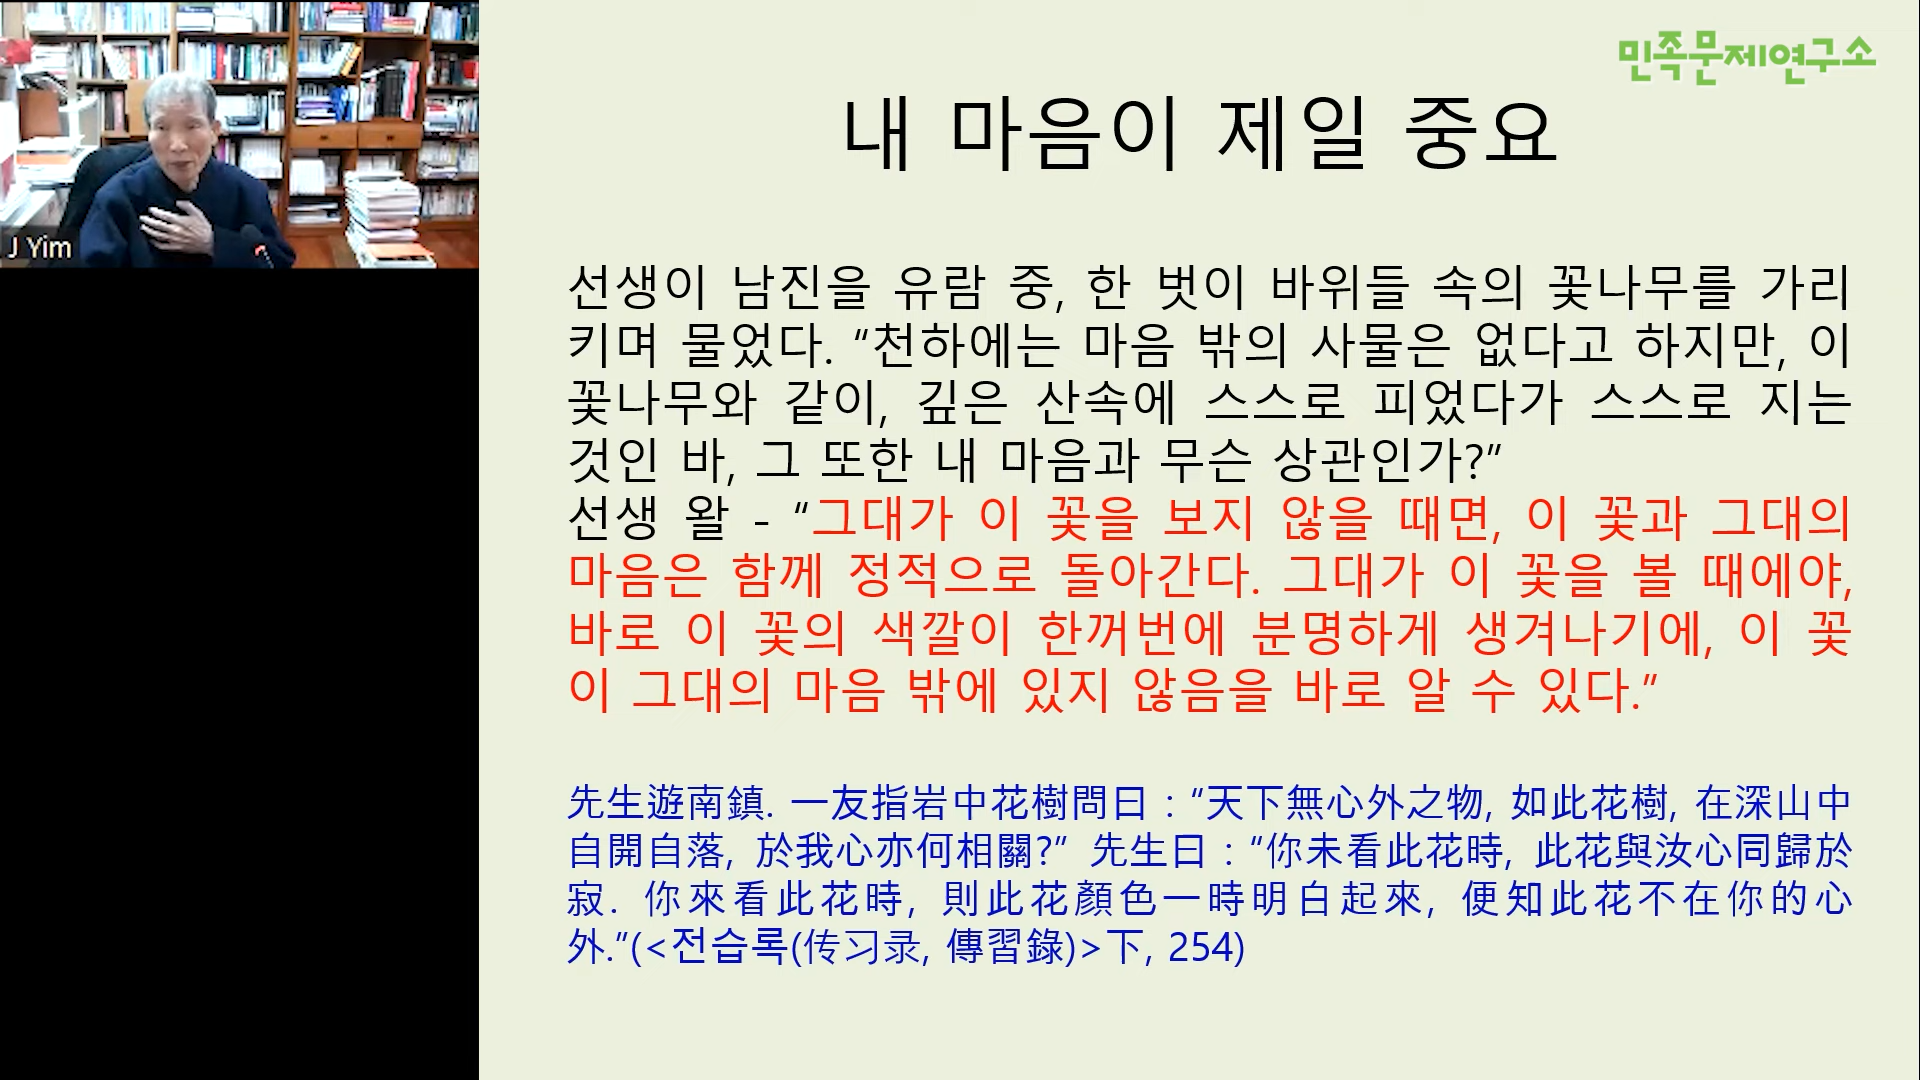 민족문제연구소
내 마음이 제일 중요
J Yim
선생이 남진을 유람 중, 한 벗이 바위들 속의 꽃나무를 가리
키며 물었다. “천하에는 마음 밖의 사물은 없다고 하지만, 이
꽃나무와 같이, 깊은 산속에 스스로 피었다가 스스로 지는
것인 바, 그 또한 내 마음과 무슨 상관인가?”
선생 왈 - “그대가 이 꽃을 보지 않을 때면, 이 꽃과 그대의
마음은 함께 정적으로 돌아간다. 그대가 이 꽃을 볼 때에야,
바로 이 꽃의 색깔이 한꺼번에 분명하게 생겨나기에, 이 꽃
이 그대의 마음 밖에 있지 않음을 바로 알 수 있다.”
先生遊南鎮. 一友指岩中花樹問曰 : “天下無心外之物, 如此花樹, 在深山中
自開自落, 於我心亦何相關?” 先生曰 : “你未看此花時, 此花與汝心同歸於
寂. 你來看此花時, 則此花顏色一時明白起來, 便知此花不在你的心
外.”(<전습록(传习录, 傳習錄)>下, 254)